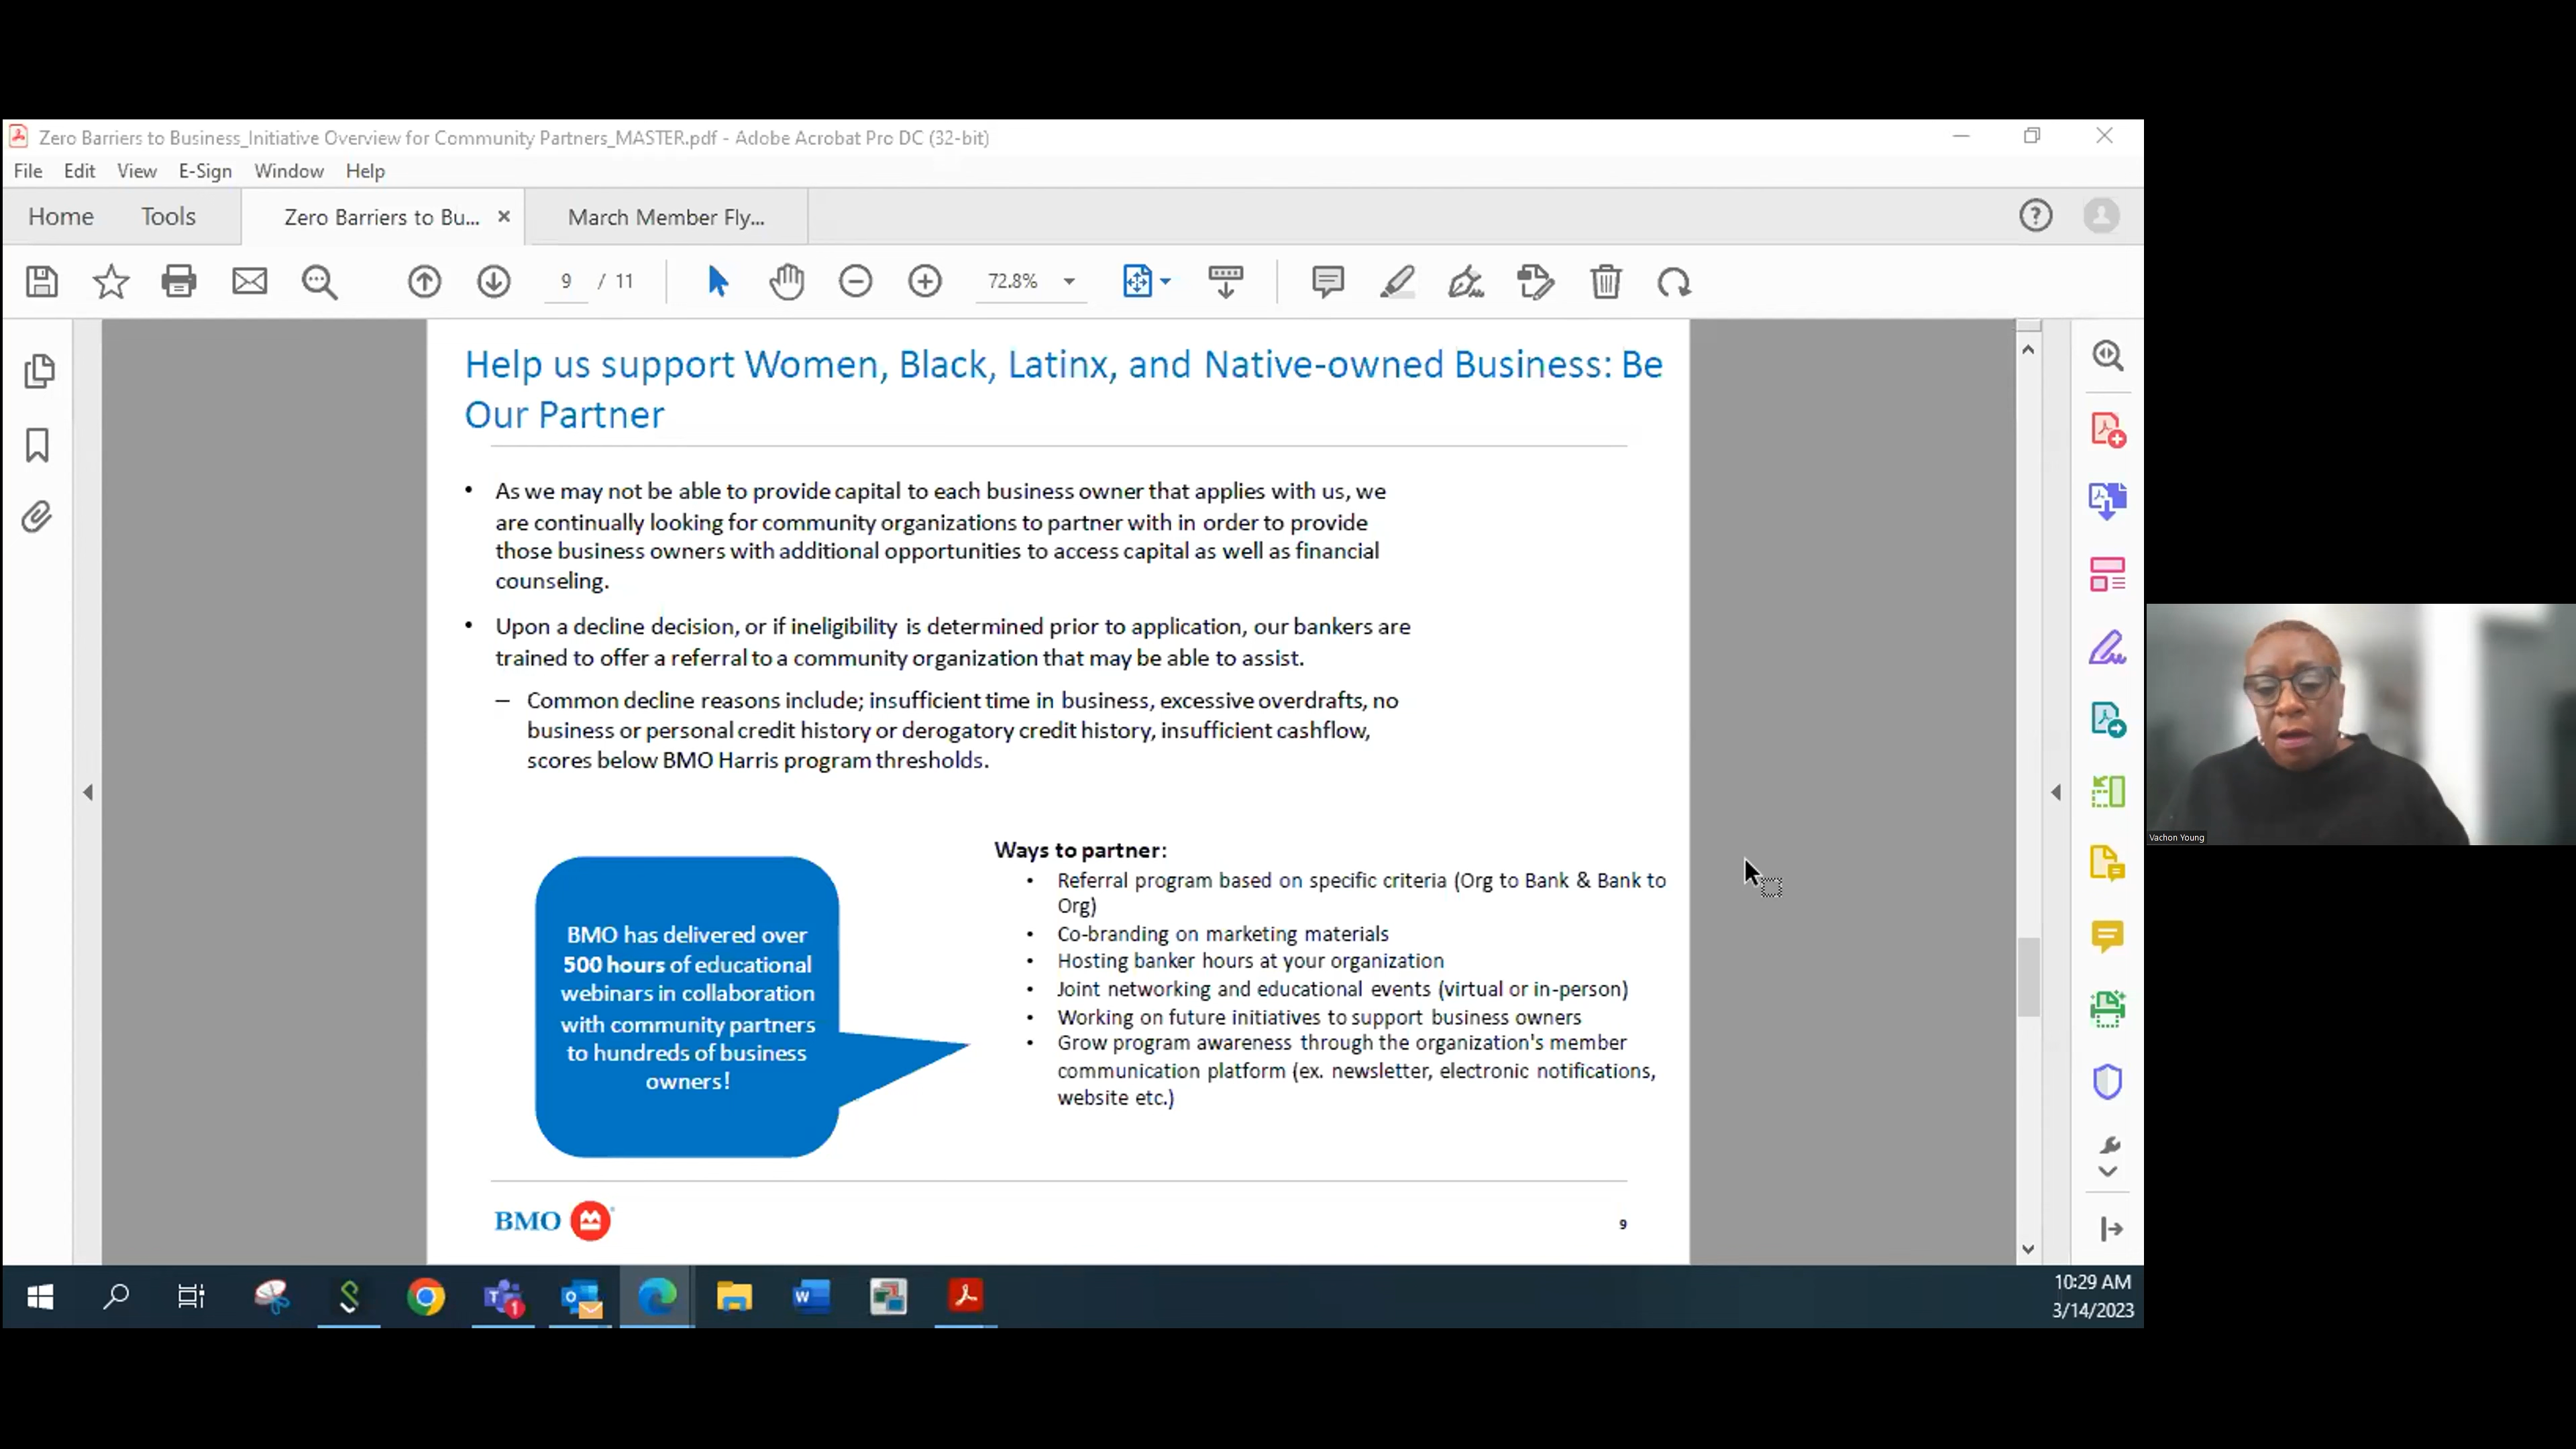 Zero Barriers to Business_Initiative Overview for Community Partners_MASTER.pdf - Adobe Acrobat Pro DC (32-bit)
File Edit View E-Sign Window Help
Home Tools Zero Barriers to Bu... × March Member Fly...
9 / 11 72.8%
Help us support Women, Black, Latinx, and Native-owned Business: Be
Our Partner
• As we may not be able to provide capital to each business owner that applies with us, we
are continually looking for community organizations to partner with in order to provide
those business owners with additional opportunities to access capital as well as financial
counseling.
• Upon a decline decision, or if ineligibility is determined prior to application, our bankers are
trained to offer a referral to a community organization that may be able to assist.
– Common decline reasons include; insufficient time in business, excessive overdrafts, no
business or personal credit history or derogatory credit history, insufficient cashflow,
scores below BMO Harris program thresholds.
BMO has delivered over
500 hours of educational
webinars in collaboration
with community partners
to hundreds of business
owners!
Ways to partner:
• Referral program based on specific criteria (Org to Bank & Bank to
Org)
• Co-branding on marketing materials
• Hosting banker hours at your organization
• Joint networking and educational events (virtual or in-person)
• Working on future initiatives to support business owners
• Grow program awareness through the organization's member
communication platform (ex. newsletter, electronic notifications,
website etc.)
BMO
9
Vachon Young
10:29 AM
3/14/2023